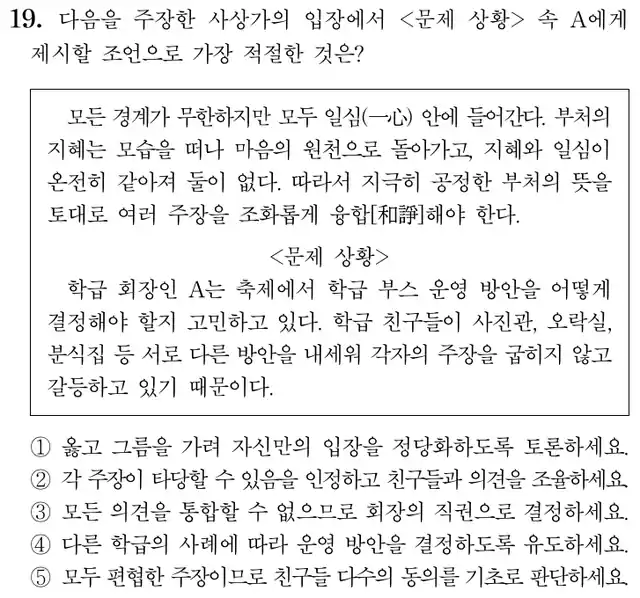 19. 다음을 주장한 사상가의 입장에서 <문제 상황> 속 A에게
제시할 조언으로 가장 적절한 것은?
모든 경계가 무한하지만 모두 일심(一心) 안에 들어간다. 부처의
지혜는 모습을 떠나 마음의 원천으로 돌아가고, 지혜와 일심이
온전히 같아져 둘이 없다. 따라서 지극히 공정한 부처의 뜻을
토대로 여러 주장을 조화롭게 융합[和諍]해야 한다.
<문제 상황>
학급 회장인 A는 축제에서 학급 부스 운영 방안을 어떻게
결정해야 할지 고민하고 있다. 학급 친구들이 사진관, 오락실,
분식집 등 서로 다른 방안을 내세워 각자의 주장을 굽히지 않고
갈등하고 있기 때문이다.
① 옳고 그름을 가려 자신만의 입장을 정당화하도록 토론하세요.
② 각 주장이 타당할 수 있음을 인정하고 친구들과 의견을 조율하세요.
③ 모든 의견을 통합할 수 없으므로 회장의 직권으로 결정하세요.
④ 다른 학급의 사례에 따라 운영 방안을 결정하도록 유도하세요.
⑤ 모두 편협한 주장이므로 친구들 다수의 동의를 기초로 판단하세요.